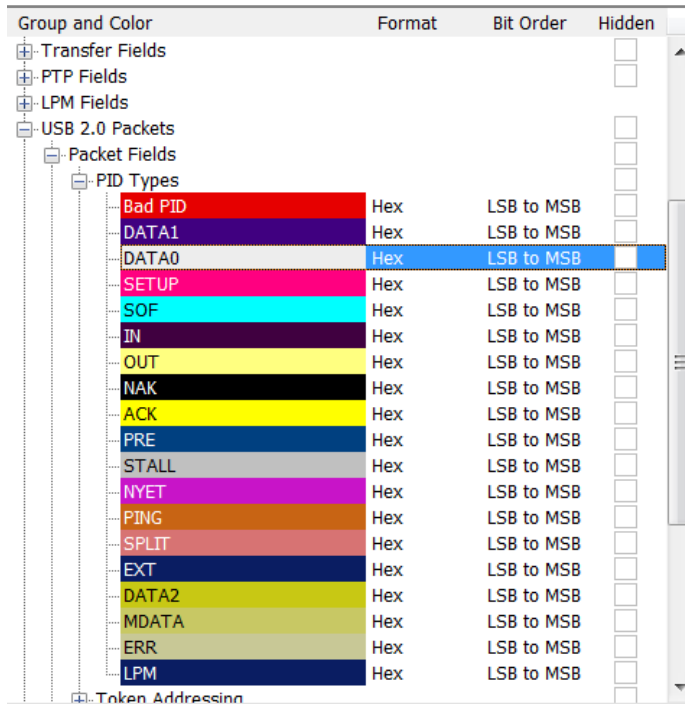 Group and Color Format Bit Order Hidden
Transfer Fields
PTP Fields
LPM Fields
USB 2.0 Packets
Packet Fields
PID Types
Bad PID Hex LSB to MSB
DATA1 Hex LSB to MSB
DATA0 Hex LSB to MSB
SETUP Hex LSB to MSB
SOF Hex LSB to MSB
IN Hex LSB to MSB
OUT Hex LSB to MSB
NAK Hex LSB to MSB
ACK Hex LSB to MSB
PRE Hex LSB to MSB
STALL Hex LSB to MSB
NYET Hex LSB to MSB
PING Hex LSB to MSB
SPLIT Hex LSB to MSB
EXT Hex LSB to MSB
DATA2 Hex LSB to MSB
MDATA Hex LSB to MSB
ERR Hex LSB to MSB
LPM Hex LSB to MSB
Token Addressing